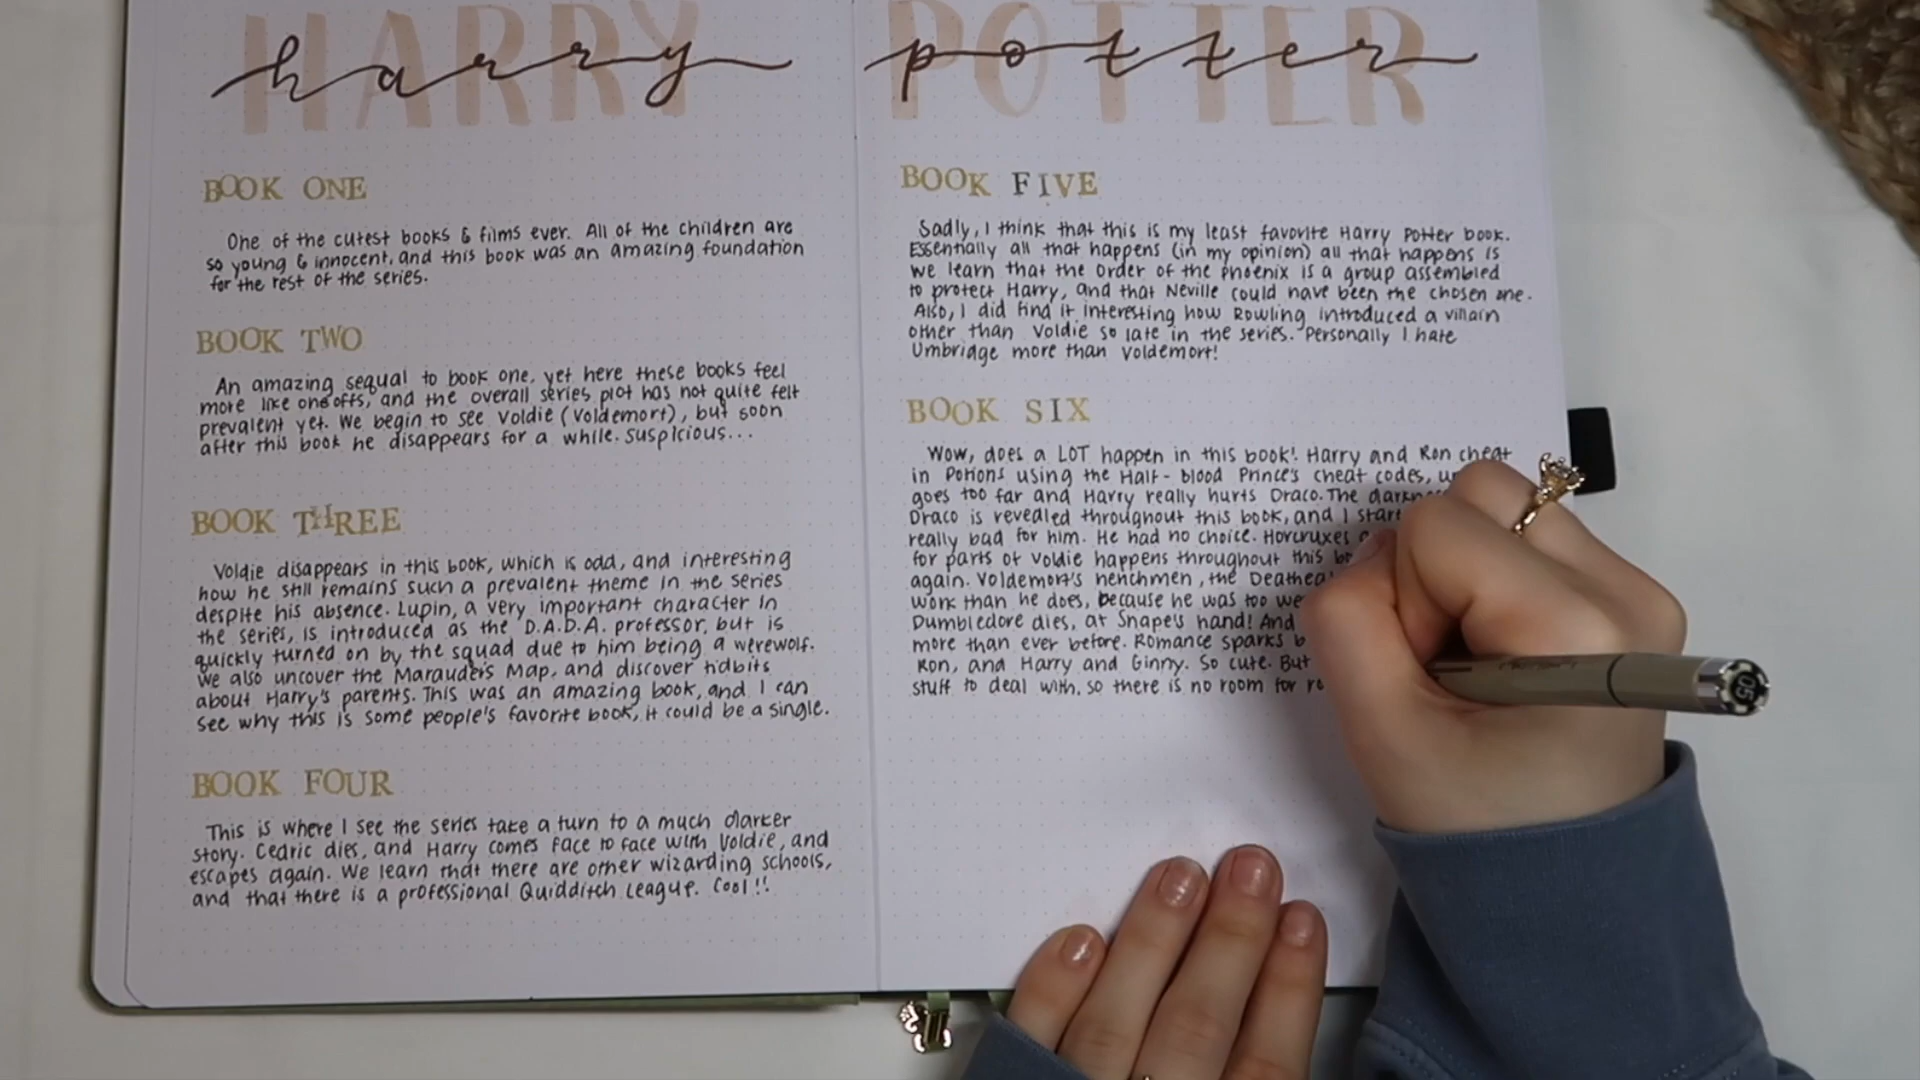 HARRY POTTER
harry potter
BOOK ONE
One of the cutest books & films ever. All of the children are
so young & innocent, and this book was an amazing foundation
for the rest of the series.
BOOK TWO
An amazing sequal to book one, yet here these books feel
more like one offs, and the overall series plot has not quite felt
prevalent yet. We begin to see Voldie (Voldemort), but soon
after this book he disappears for a while. Suspicious...
BOOK THREE
Voldie disappears in this book, which is odd, and interesting
how he still remains such a prevalent theme in the series
despite his absence. Lupin, a very important character in
the series, is introduced as the D.A.D.A. professor, but is
quickly turned on by the squad due to him being a werewolf.
We also uncover the Marauders Map, and discover tidbits
about Harry's parents. This was an amazing book, and I can
see why this is some people's favorite book, it could be a single.
BOOK FOUR
This is where I see the series take a turn to a much darker
story. Cedric dies, and Harry comes face to face with Voldie, and
escapes again. We learn that there are other wizarding schools,
and that there is a professional Quidditch League. Cool!!
BOOK FIVE
Sadly, I think that this is my least favorite Harry Potter book.
Essentially all that happens (in my opinion) all that happens is
we learn that the Order of the Phoenix is a group assembled
to protect Harry, and that Neville could have been the chosen one.
Also, I did find it interesting how Rowling introduced a villain
other than Voldie so late in the series. Personally I hate
Umbridge more than Voldemort!
BOOK SIX
Wow, does a LOT happen in this book! Harry and Ron cheat
in Potions using the Half-blood Prince's cheat codes,
goes too far and Harry really hurts Draco. The
Draco is revealed throughout this book, and I
really bad for him. He had no choice. Horcruxes
for parts of Voldie happens throughout this
again. Voldemort's henchmen, the
work than he does, because he was too
Dumbledore dies, at Snape's hand! And
more than ever before. Romance sparks
Ron, and Harry and Ginny. So cute. But
stuff to deal with, so there is no room for
05